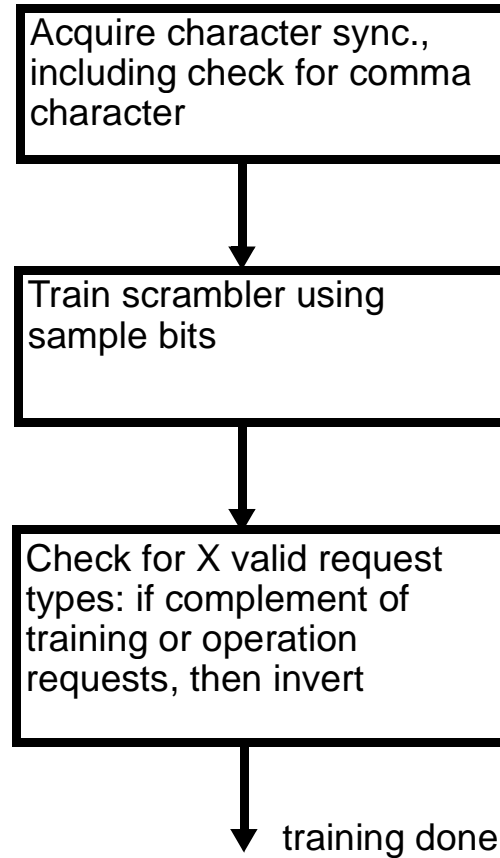 Acquire character sync.,
including check for comma
character
Train scrambler using
sample bits
Check for X valid request
types: if complement of
training or operation
requests, then invert
training done